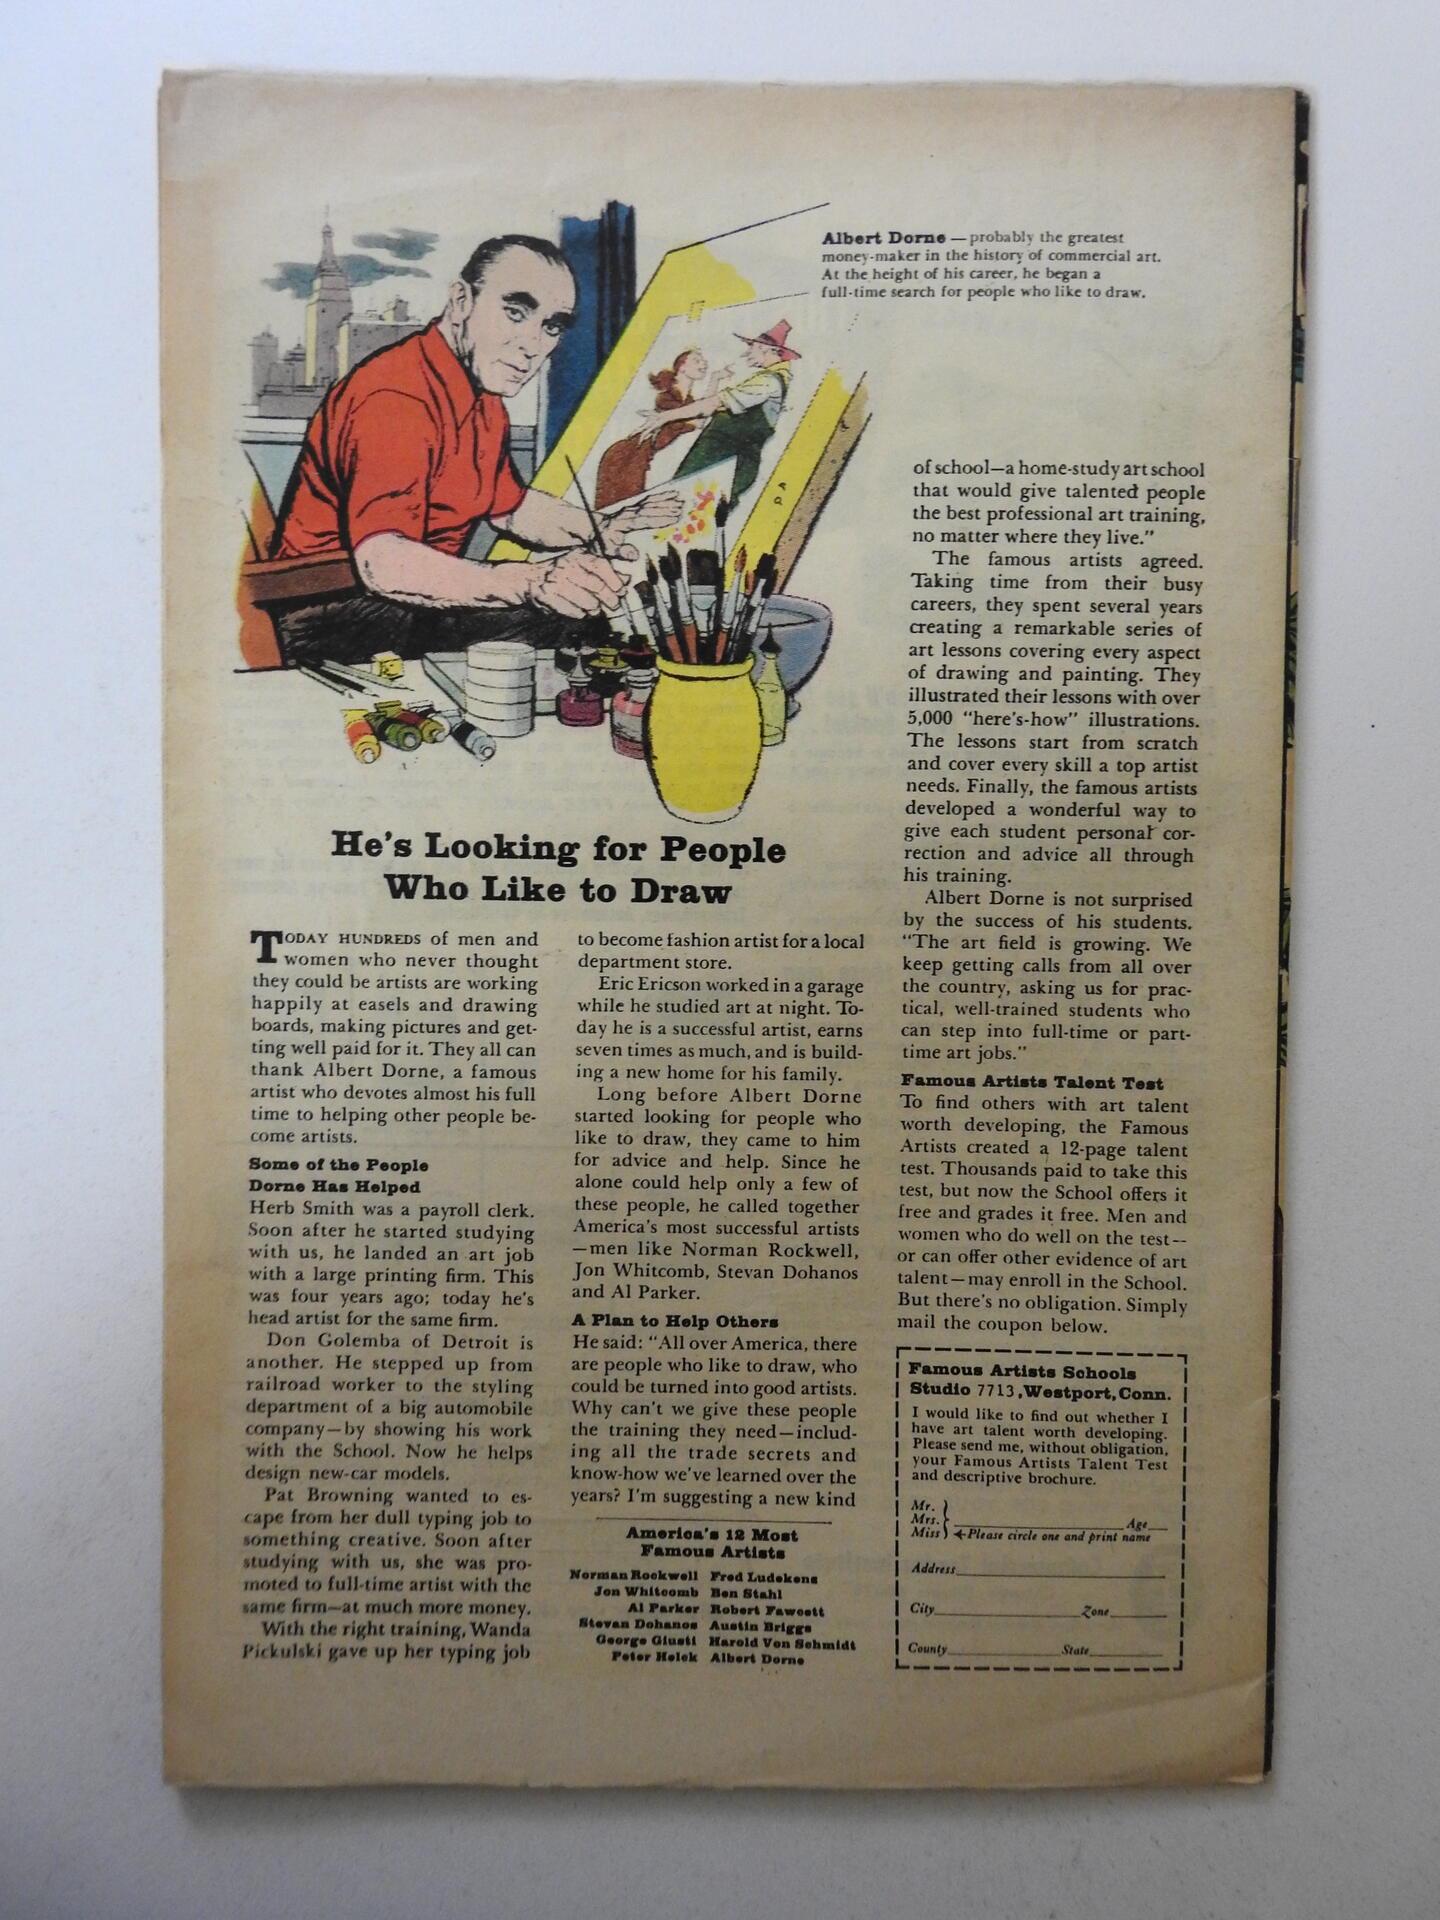 Albert Dorne — probably the greatest
money-maker in the history of commercial art.
At the height of his career, he began a
full-time search for people who like to draw.
He's Looking for People
Who Like to Draw
TODAY HUNDREDS of men and
women who never thought
they could be artists are working
happily at easels and drawing
boards, making pictures and get-
ting well paid for it. They all can
thank Albert Dorne, a famous
artist who devotes almost his full
time to helping other people be-
come artists.
Some of the People
Dorne Has Helped
Herb Smith was a payroll clerk.
Soon after he started studying
with us, he landed an art job
with a large printing firm. This
was four years ago; today he's
head artist for the same firm.
Don Golemba of Detroit is
another. He stepped up from
railroad worker to the styling
department of a big automobile
company—by showing his work
with the School. Now he helps
design new-car models.
Pat Browning wanted to es-
cape from her dull typing job to
something creative. Soon after
studying with us, she was pro-
moted to full-time artist with the
same firm—at much more money.
With the right training, Wanda
Pickulski gave up her typing job
to become fashion artist for a local
department store.
Eric Ericson worked in a garage
while he studied art at night. To-
day he is a successful artist, earns
seven times as much, and is build-
ing a new home for his family.
Long before Albert Dorne
started looking for people who
like to draw, they came to him
for advice and help. Since he
alone could help only a few of
these people, he called together
America's most successful artists
—men like Norman Rockwell,
Jon Whitcomb, Stevan Dohanos
and Al Parker.
A Plan to Help Others
He said: "All over America, there
are people who like to draw, who
could be turned into good artists.
Why can't we give these people
the training they need—includ-
ing all the trade secrets and
know-how we've learned over the
years? I'm suggesting a new kind
America's 12 Most
Famous Artists
Norman Rockwell Fred Ludekens
Jon Whitcomb Ben Stahl
Al Parker Robert Fawcett
Stevan Dohanos Austin Briggs
George Giusti Harold Von Schmidt
Peter Helck Albert Dorne
of school—a home-study art school
that would give talented people
the best professional art training,
no matter where they live."
The famous artists agreed.
Taking time from their busy
careers, they spent several years
creating a remarkable series of
art lessons covering every aspect
of drawing and painting. They
illustrated their lessons with over
5,000 "here's-how" illustrations.
The lessons start from scratch
and cover every skill a top artist
needs. Finally, the famous artists
developed a wonderful way to
give each student personal cor-
rection and advice all through
his training.
Albert Dorne is not surprised
by the success of his students.
"The art field is growing. We
keep getting calls from all over
the country, asking us for prac-
tical, well-trained students who
can step into full-time or part-
time art jobs."
Famous Artists Talent Test
To find others with art talent
worth developing, the Famous
Artists created a 12-page talent
test. Thousands paid to take this
test, but now the School offers it
free and grades it free. Men and
women who do well on the test—
or can offer other evidence of art
talent—may enroll in the School.
But there's no obligation. Simply
mail the coupon below.
Famous Artists Schools
Studio 7713, Westport, Conn.
I would like to find out whether I
have art talent worth developing.
Please send me, without obligation,
your Famous Artists Talent Test
and descriptive brochure.
Mr.
Mrs. Age
Miss Please circle one and print name
Address
City Zone
County State